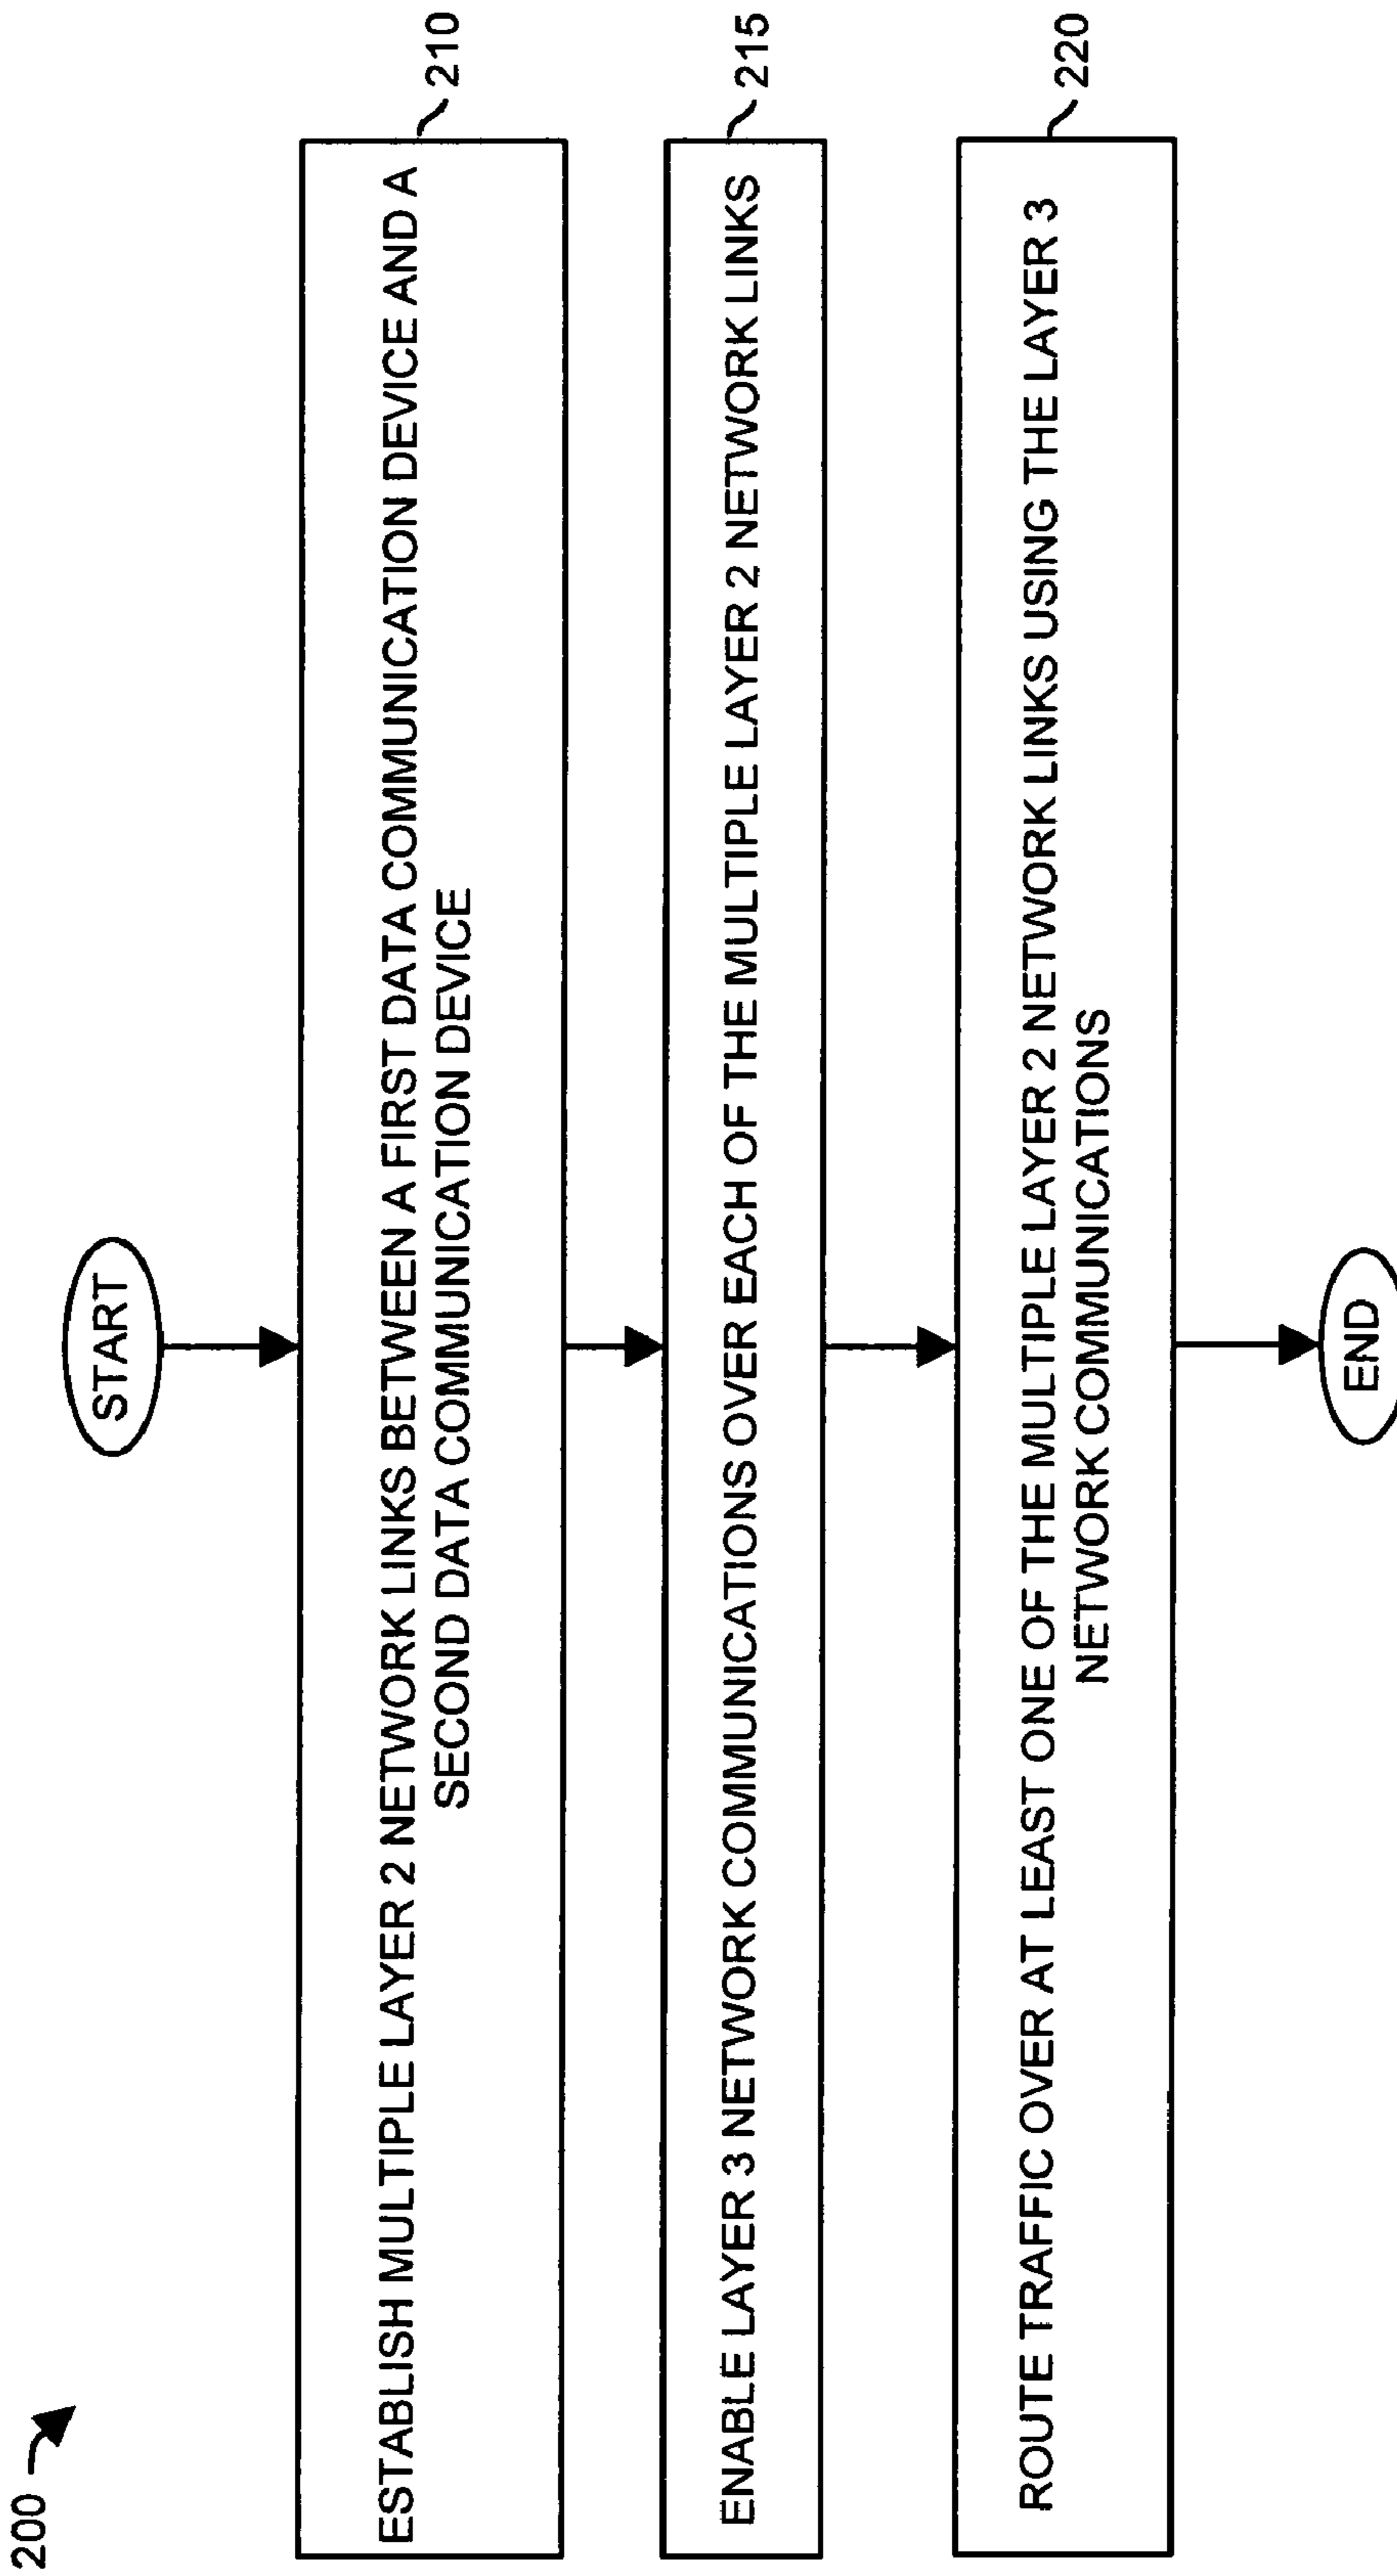 200
START
ESTABLISH MULTIPLE LAYER 2 NETWORK LINKS BETWEEN A FIRST DATA COMMUNICATION DEVICE AND A
SECOND DATA COMMUNICATION DEVICE
210
ENABLE LAYER 3 NETWORK COMMUNICATIONS OVER EACH OF THE MULTIPLE LAYER 2 NETWORK LINKS
215
ROUTE TRAFFIC OVER AT LEAST ONE OF THE MULTIPLE LAYER 2 NETWORK LINKS USING THE LAYER 3
NETWORK COMMUNICATIONS
220
END